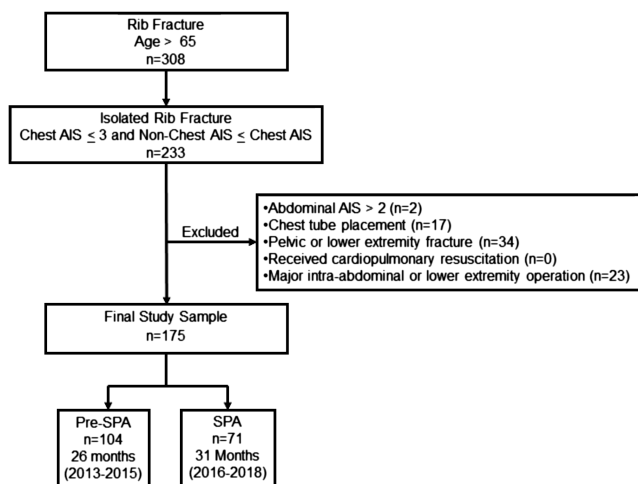 Rib Fracture
Age > 65
n=308
Isolated Rib Fracture
Chest AIS ≤ 3 and Non-Chest AIS ≤ Chest AIS
n=233
Excluded
•Abdominal AIS > 2 (n=2)
•Chest tube placement (n=17)
•Pelvic or lower extremity fracture (n=34)
•Received cardiopulmonary resuscitation (n=0)
•Major intra-abdominal or lower extremity operation (n=23)
Final Study Sample
n=175
Pre-SPA
n=104
26 months
(2013-2015)
SPA
n=71
31 Months
(2016-2018)